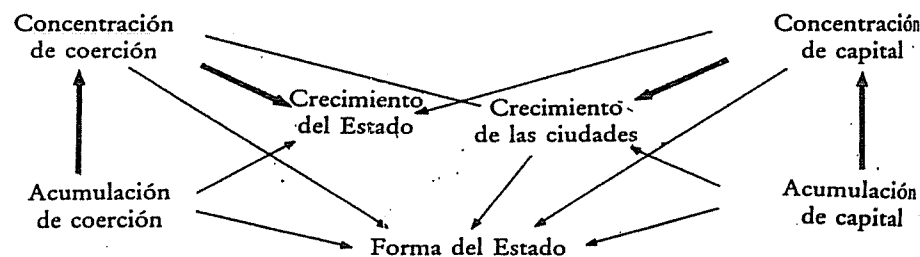 Concentración
de coerción
Concentración
de capital
Crecimiento
del Estado
Crecimiento
de las ciudades
Acumulación
de coerción
Acumulación
de capital
Forma del Estado